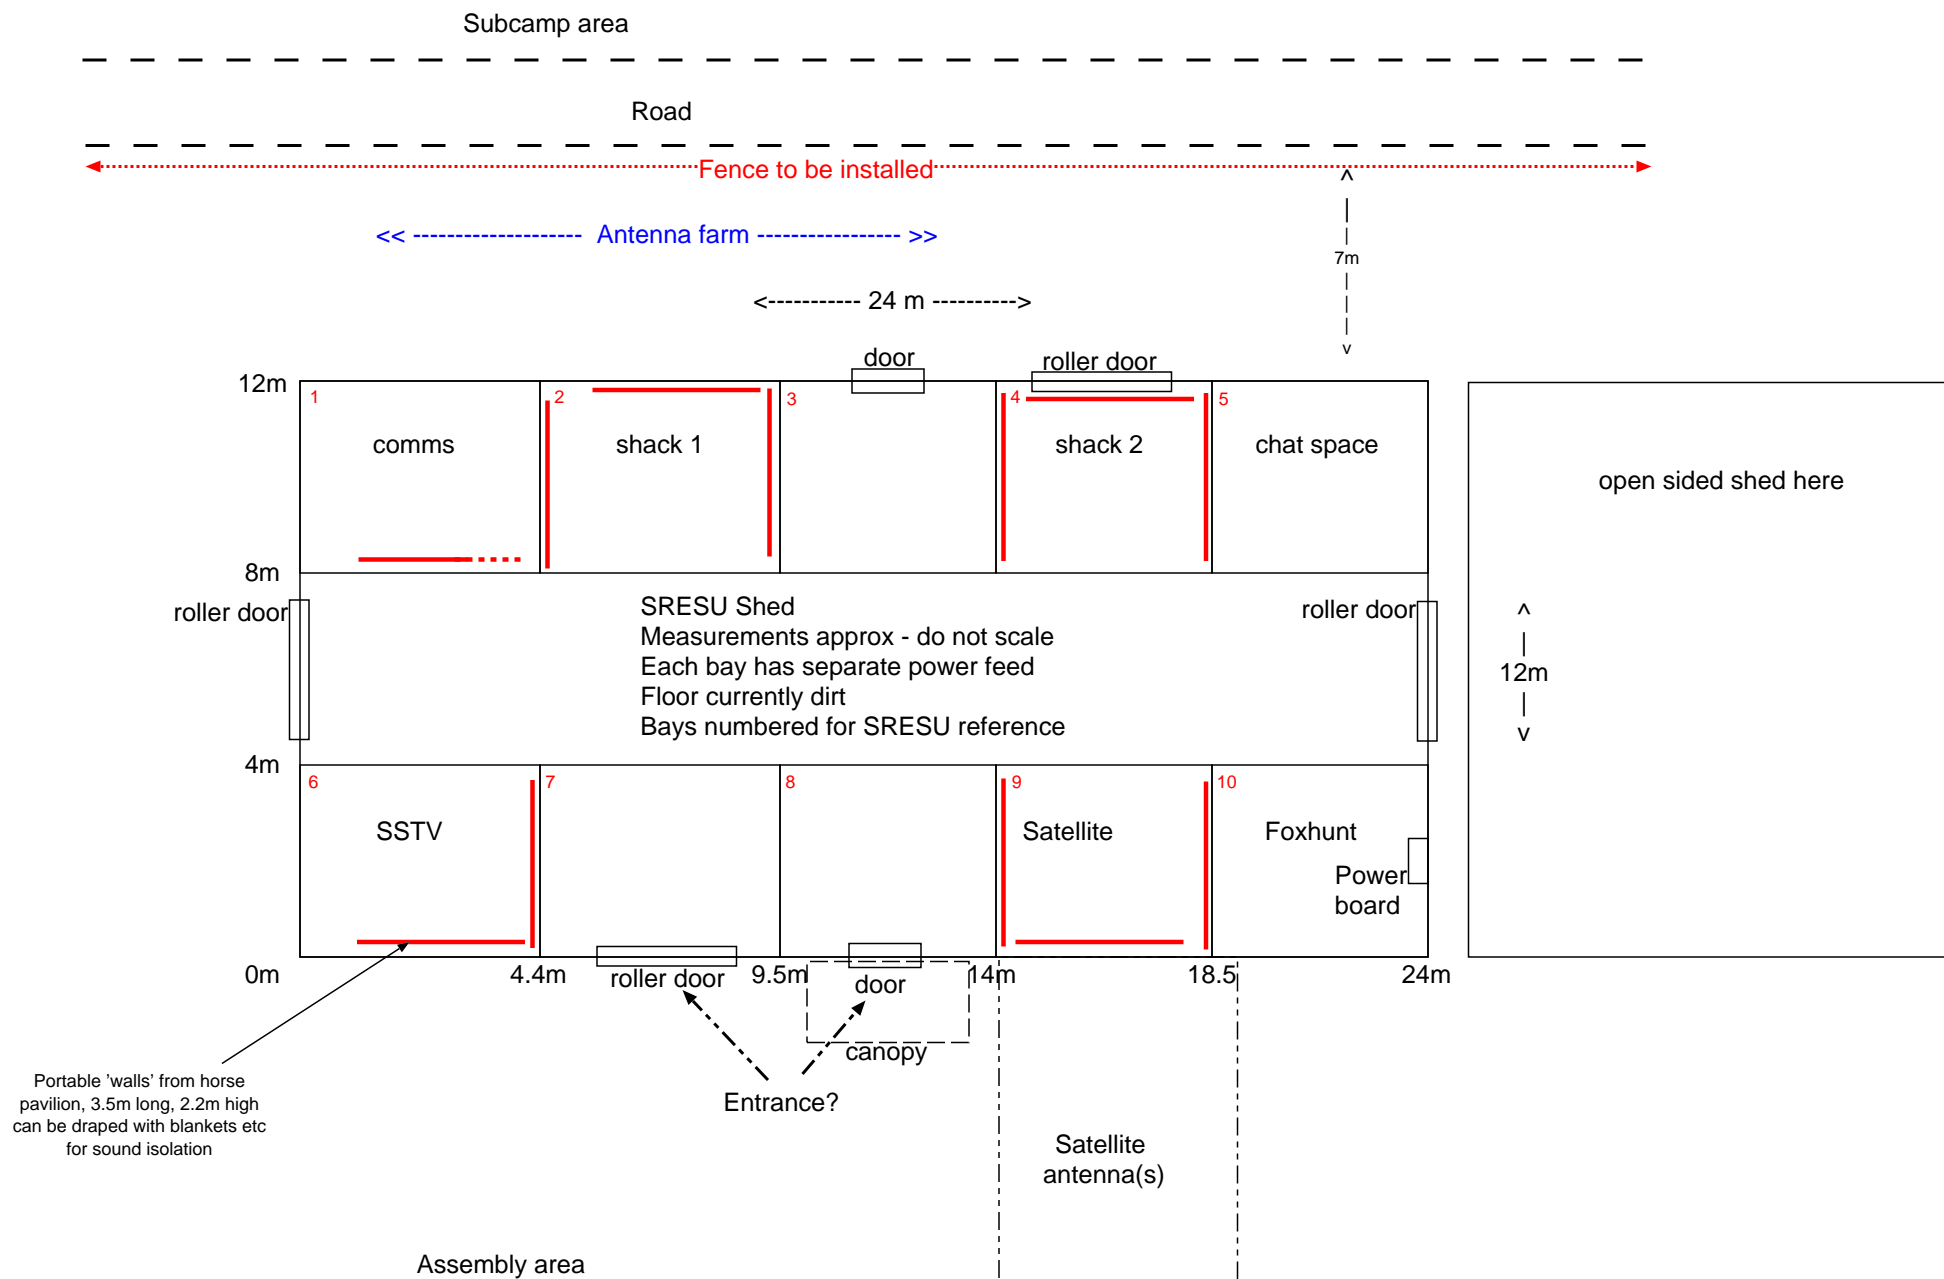 Subcamp area
Road
Fence to be installed
<< -------------------- Antenna farm ----------------- >>
7m
<----------- 24 m ---------->
door
roller door
12m
1
2
3
4
5
comms
shack 1
shack 2
chat space
open sided shed here
8m
roller door
SRESU Shed
Measurements approx - do not scale
Each bay has separate power feed
Floor currently dirt
Bays numbered for SRESU reference
roller door
12m
4m
6
7
8
9
10
SSTV
Satellite
Foxhunt
Power
board
0m
4.4m
9.5m
14m
18.5
24m
roller door
door
canopy
Entrance?
Portable 'walls' from horse
pavilion, 3.5m long, 2.2m high
can be draped with blankets etc
for sound isolation
Satellite
antenna(s)
Assembly area